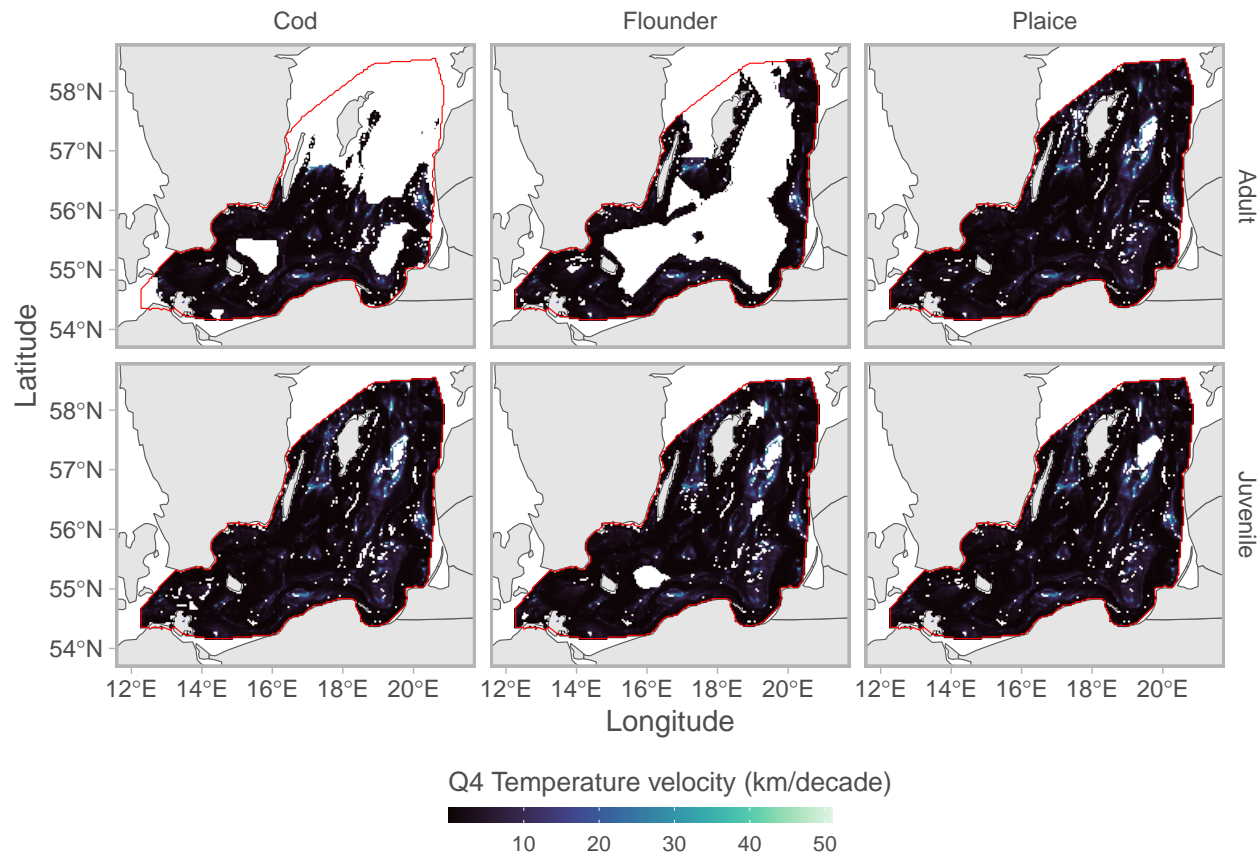 Cod Flounder Plaice
58°N
57°N
56°N
55°N
54°N
Adult
Latitude
58°N
57°N
56°N
55°N
54°N
Juvenile
12°E 14°E 16°E 18°E 20°E 12°E 14°E 16°E 18°E 20°E 12°E 14°E 16°E 18°E 20°E
Longitude
Q4 Temperature velocity (km/decade)
10 20 30 40 50